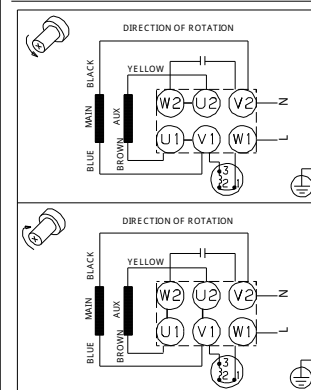 DIRECTION OF ROTATION
BLACK
YELLOW
MAIN
AUX
W2 U2 V2 N
U1 V1 W1 L
BLUE
BROWN
3
2 1
DIRECTION OF ROTATION
BLACK
YELLOW
MAIN
AUX
W2 U2 V2 N
U1 V1 W1 L
BLUE
BROWN
3
2 1